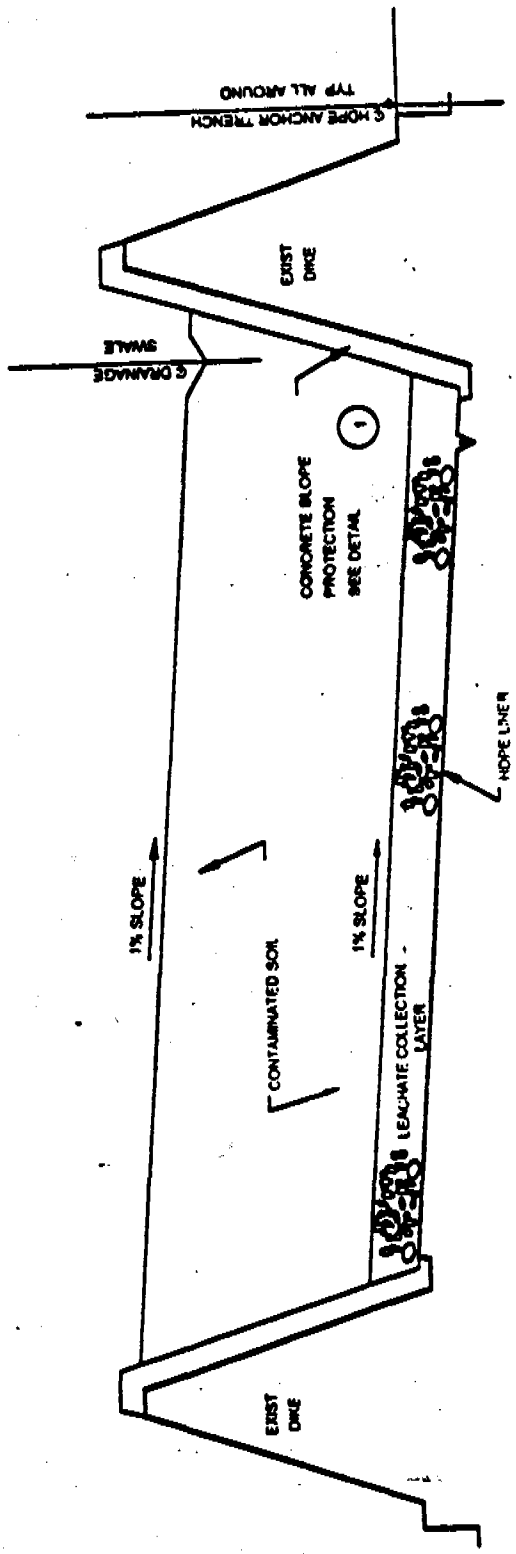 ℄ HDPE ANCHOR TRENCH
TYP ALL AROUND
℄ DRAINAGE
SWALE
EXIST
DIKE
CONCRETE SLOPE
PROTECTION
SEE DETAIL
1
1% SLOPE
CONTAMINATED SOIL
1% SLOPE
LEACHATE COLLECTION -
LAYER
HDPE LINER
EXIST
DIKE